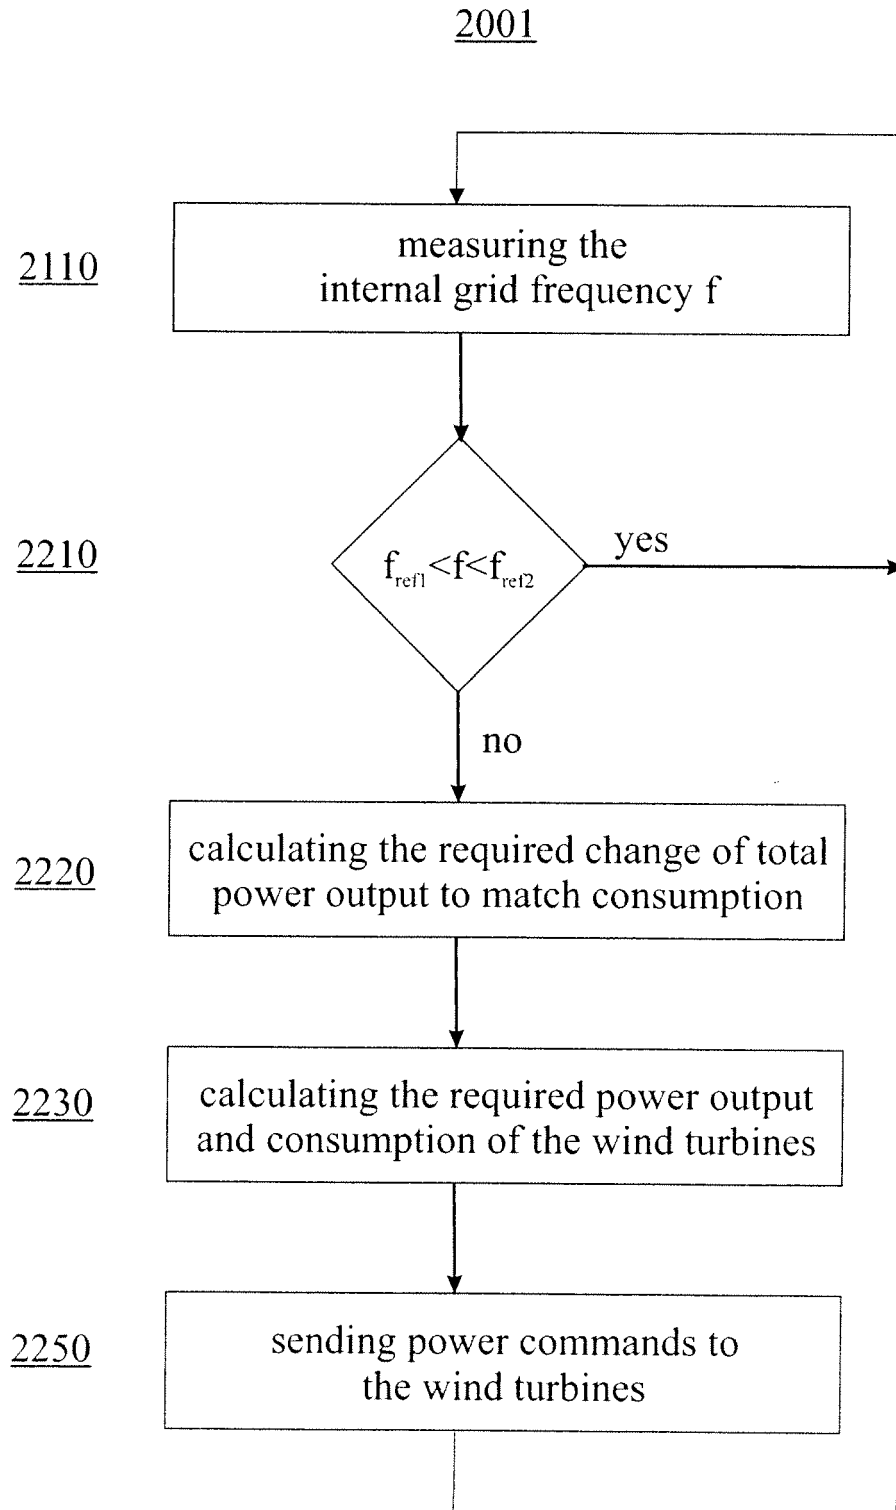 2001
2110
measuring the
internal grid frequency f
2210
f_ref1<f<f_ref2
yes
no
2220
calculating the required change of total
power output to match consumption
2230
calculating the required power output
and consumption of the wind turbines
2250
sending power commands to
the wind turbines